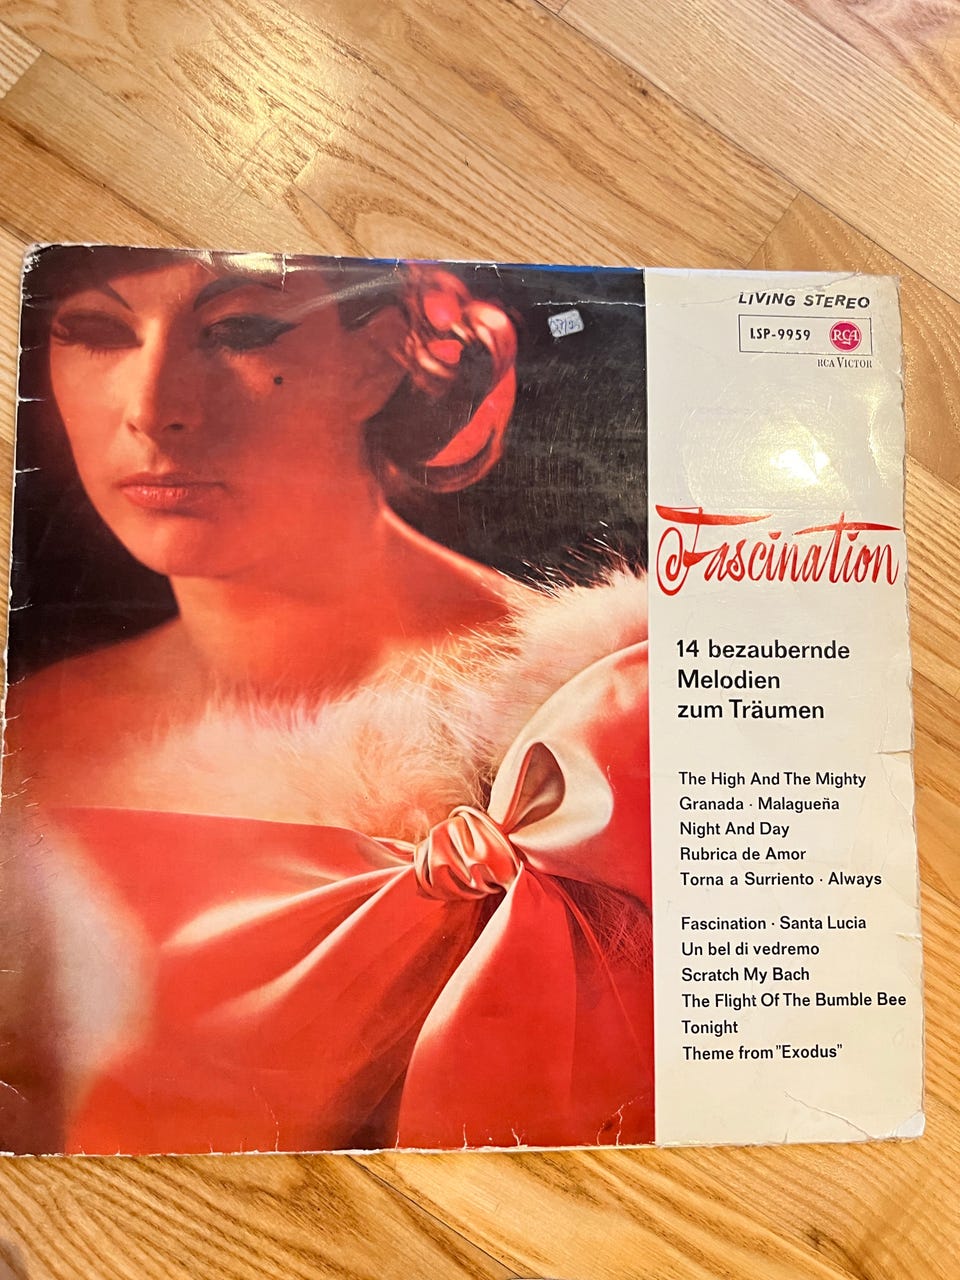 LIVING STEREO
LSP-9959 RCA
RCA VICTOR
Fascination
14 bezaubernde
Melodien
zum Träumen
The High And The Mighty
Granada · Malagueña
Night And Day
Rubrica de Amor
Torna a Surriento · Always
Fascination · Santa Lucia
Un bel di vedremo
Scratch My Bach
The Flight Of The Bumble Bee
Tonight
Theme from "Exodus"